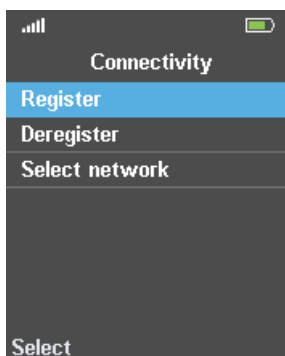 Connectivity
Register
Deregister
Select network
Select